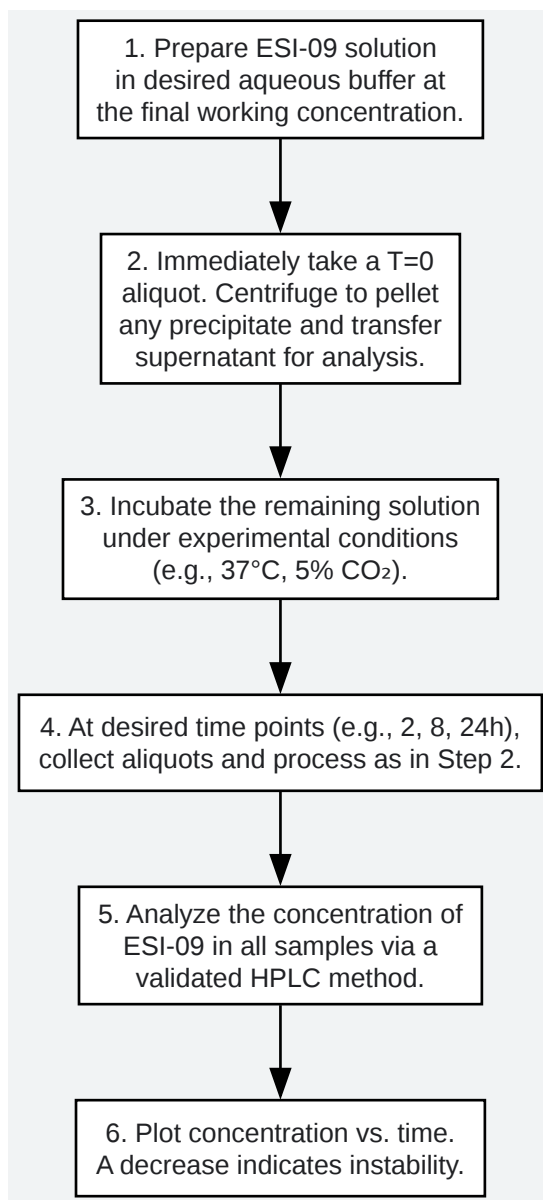 1. Prepare ESI-09 solution
in desired aqueous buffer at
the final working concentration.
2. Immediately take a T=0
aliquot. Centrifuge to pellet
any precipitate and transfer
supernatant for analysis.
3. Incubate the remaining solution
under experimental conditions
(e.g., 37°C, 5% CO₂).
4. At desired time points (e.g., 2, 8, 24h),
collect aliquots and process as in Step 2.
5. Analyze the concentration of
ESI-09 in all samples via a
validated HPLC method.
6. Plot concentration vs. time.
A decrease indicates instability.